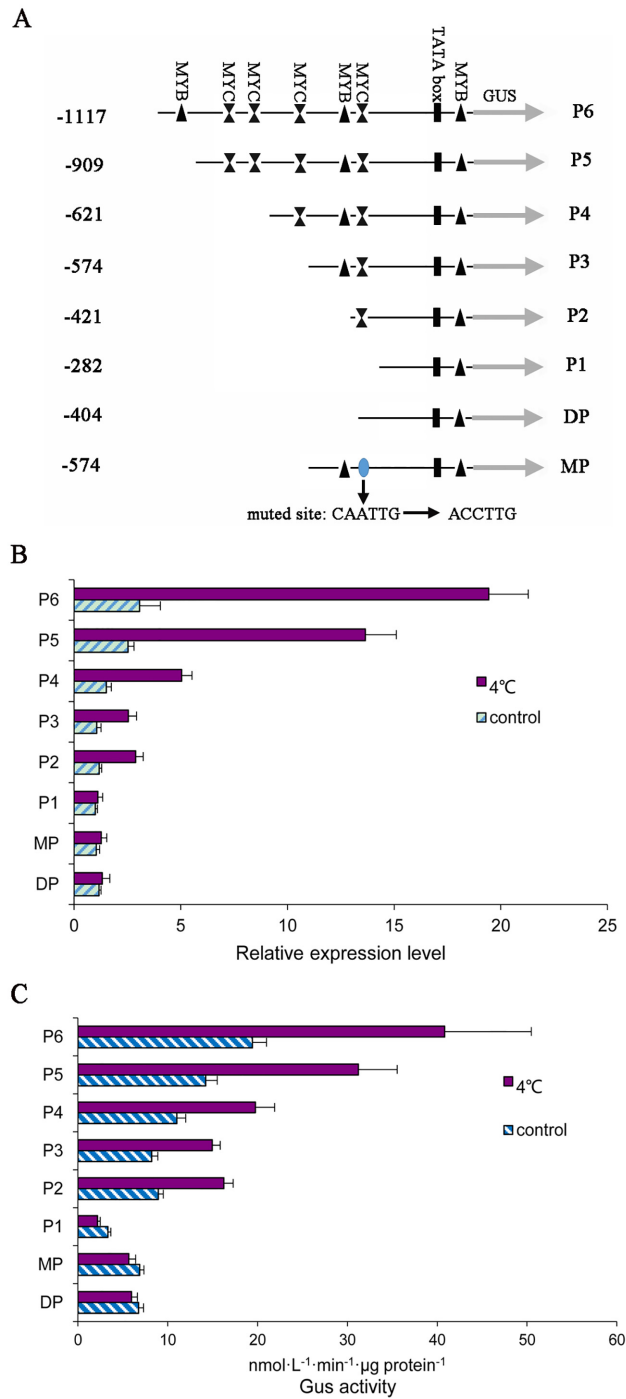 A
MYB MYC MYC MYC MYB MYC TATA box MYB GUS
-1117 P6
-909 P5
-621 P4
-574 P3
-421 P2
-282 P1
-404 DP
-574 MP
muted site: CAATTG ACCTTG
B
P6
P5
P4
P3
P2
P1
MP
DP
4℃
control
0 5 10 15 20 25
Relative expression level
C
P6
P5
P4
P3
P2
P1
MP
DP
4℃
control
0 10 20 30 40 50 60
nmol·L⁻¹·min⁻¹·µg protein⁻¹
Gus activity